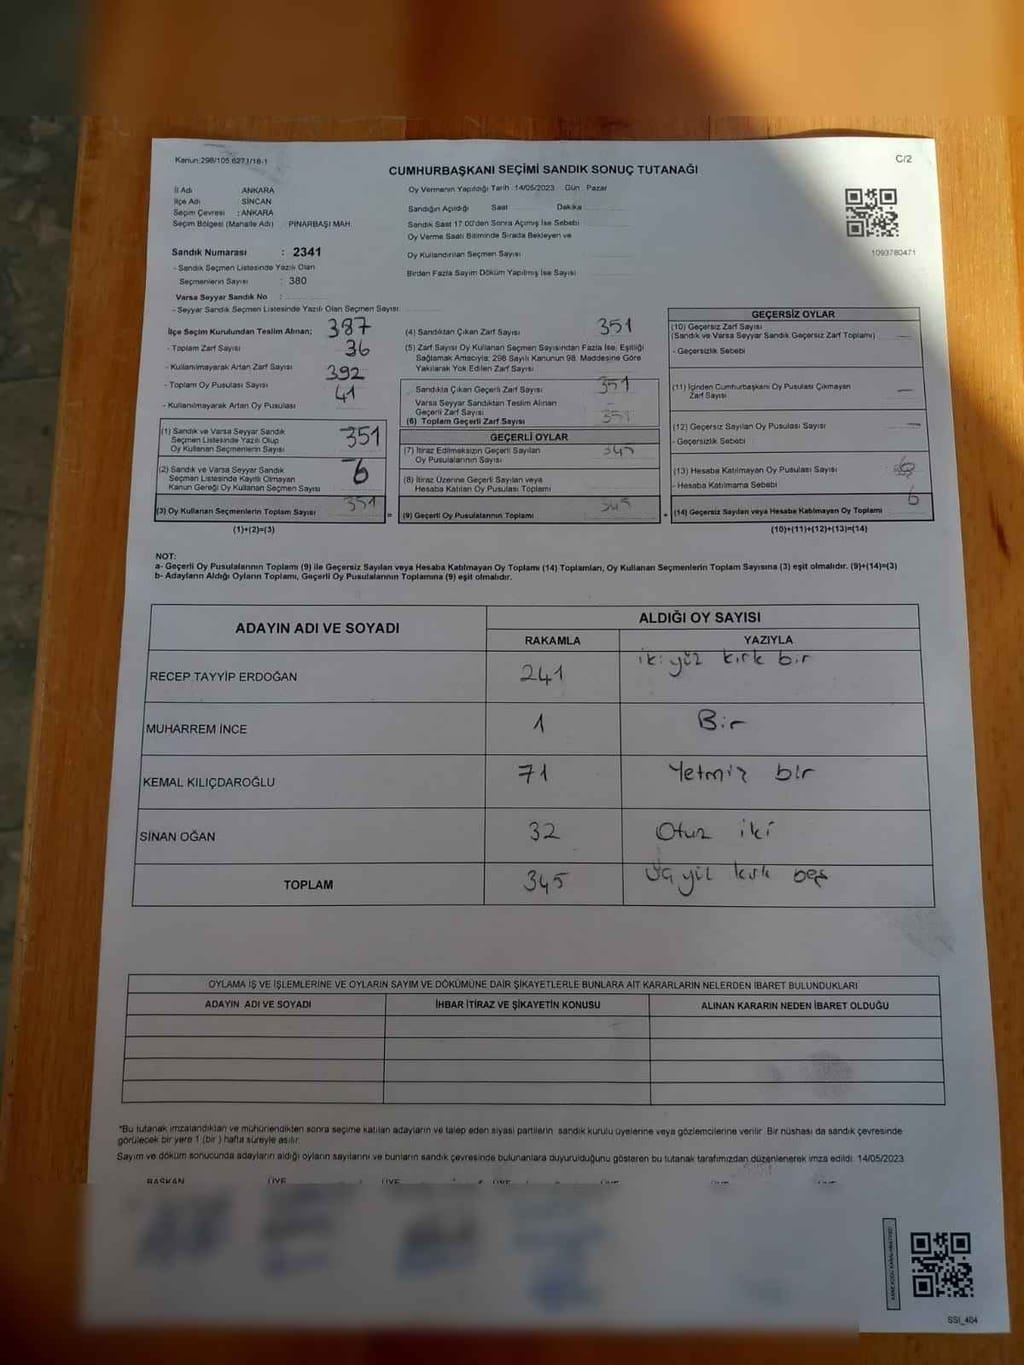 Kanun:298/105 6271/16-1
C/2
CUMHURBAŞKANI SEÇİMİ SANDIK SONUÇ TUTANAĞI
İl Adı ANKARA
İlçe Adı SİNCAN
Seçim Çevresi : ANKARA
Seçim Bölgesi (Mahalle Adı) PINARBAŞI MAH.
Oy Vermenin Yapıldığı Tarih :14/05/2023 Gün Pazar
Sandığın Açıldığı Saat Dakika
Sandık Saat 17.00'den Sonra Açılmış İse Sebebi
Oy Verme Saati Bitiminde Sırada Bekleyen ve
Oy Kullandırılan Seçmen Sayısı
Birden Fazla Sayım Döküm Yapılmış İse Sayısı
1093780471
Sandık Numarası : 2341
- Sandık Seçmen Listesinde Yazılı Olan
Seçmenlerin Sayısı : 380
Varsa Seyyar Sandık No :
- Seyyar Sandık Seçmen Listesinde Yazılı Olan Seçmen Sayısı:
İlçe Seçim Kurulundan Teslim Alınan;
- Toplam Zarf Sayısı 387
- Kullanılmayarak Artan Zarf Sayısı 36
- Toplam Oy Pusulası Sayısı 392
- Kullanılmayarak Artan Oy Pusulası 41
(1) Sandık ve Varsa Seyyar Sandık
Seçmen Listesinde Yazılı Olup
Oy Kullanan Seçmenlerin Sayısı 351
(2) Sandık ve Varsa Seyyar Sandık
Seçmen Listesinde Kayıtlı Olmayan
Kanun Gereği Oy Kullanan Seçmen Sayısı
(3) Oy Kullanan Seçmenlerin Toplam Sayısı 351
(1)+(2)=(3)
(4) Sandıktan Çıkan Zarf Sayısı 351
(5) Zarf Sayısı Oy Kullanan Seçmen Sayısından Fazla İse, Eşitliği
Sağlamak Amacıyla; 298 Sayılı Kanunun 98. Maddesine Göre
Yakılarak Yok Edilen Zarf Sayısı
Sandıkta Çıkan Geçerli Zarf Sayısı 351
Varsa Seyyar Sandıktan Teslim Alınan
Geçerli Zarf Sayısı
(6) Toplam Geçerli Zarf Sayısı 351
GEÇERLİ OYLAR
(7) İtiraz Edilmeksizin Geçerli Sayılan
Oy Pusulalarının Sayısı 345
(8) İtiraz Üzerine Geçerli Sayılan veya
Hesaba Katılan Oy Pusulası Toplamı
(9) Geçerli Oy Pusulalarının Toplamı 345
GEÇERSİZ OYLAR
(10) Geçersiz Zarf Sayısı
(Sandık ve Varsa Seyyar Sandık Geçersiz Zarf Toplamı)
- Geçersizlik Sebebi
(11) İçinden Cumhurbaşkanı Oy Pusulası Çıkmayan
Zarf Sayısı —
(12) Geçersiz Sayılan Oy Pusulası Sayısı —
- Geçersizlik Sebebi
(13) Hesaba Katılmayan Oy Pusulası Sayısı
- Hesaba Katılmama Sebebi
(14) Geçersiz Sayılan veya Hesaba Katılmayan Oy Toplamı 6
(10)+(11)+(12)+(13)=(14)
NOT:
a- Geçerli Oy Pusulalarının Toplamı (9) ile Geçersiz Sayılan veya Hesaba Katılmayan Oy Toplamı (14) Toplamları, Oy Kullanan Seçmenlerin Toplam Sayısına (3) eşit olmalıdır. (9)+(14)=(3)
b- Adayların Aldığı Oyların Toplamı, Geçerli Oy Pusulalarının Toplamına (9) eşit olmalıdır.
ADAYIN ADI VE SOYADI
ALDIĞI OY SAYISI
RAKAMLA YAZIYLA
RECEP TAYYİP ERDOĞAN 241 iki yüz kırk bir
MUHARREM İNCE 1 Bir
KEMAL KILIÇDAROĞLU 71 Yetmiz bir
SİNAN OĞAN 32 Otuz iki
TOPLAM 345 üç yüz kırk beş
OYLAMA İŞ VE İŞLEMLERİNE VE OYLARIN SAYIM VE DÖKÜMÜNE DAİR ŞİKAYETLERLE BUNLARA AİT KARARLARIN NELERDEN İBARET BULUNDUKLARI
ADAYIN ADI VE SOYADI İHBAR İTİRAZ VE ŞİKAYETİN KONUSU ALINAN KARARIN NEDEN İBARET OLDUĞU
*Bu tutanak imzalandıktan ve mühürlendikten sonra seçime katılan adayların ve talep eden siyasi partilerin sandık kurulu üyelerine veya gözlemcilerine verilir. Bir nüshası da sandık çevresinde
görülecek bir yere 1 (bir) hafta süreyle asılır.
Sayım ve döküm sonucunda adayların aldığı oyların sayılarını ve bunların sandık çevresinde bulunanlara duyurulduğunu gösteren bu tutanak tarafımızdan düzenlenerek imza edildi. 14/05/2023
BAŞKAN ÜYE ÜYE ÜYE ÜYE ÜYE ÜYE
SSI_404